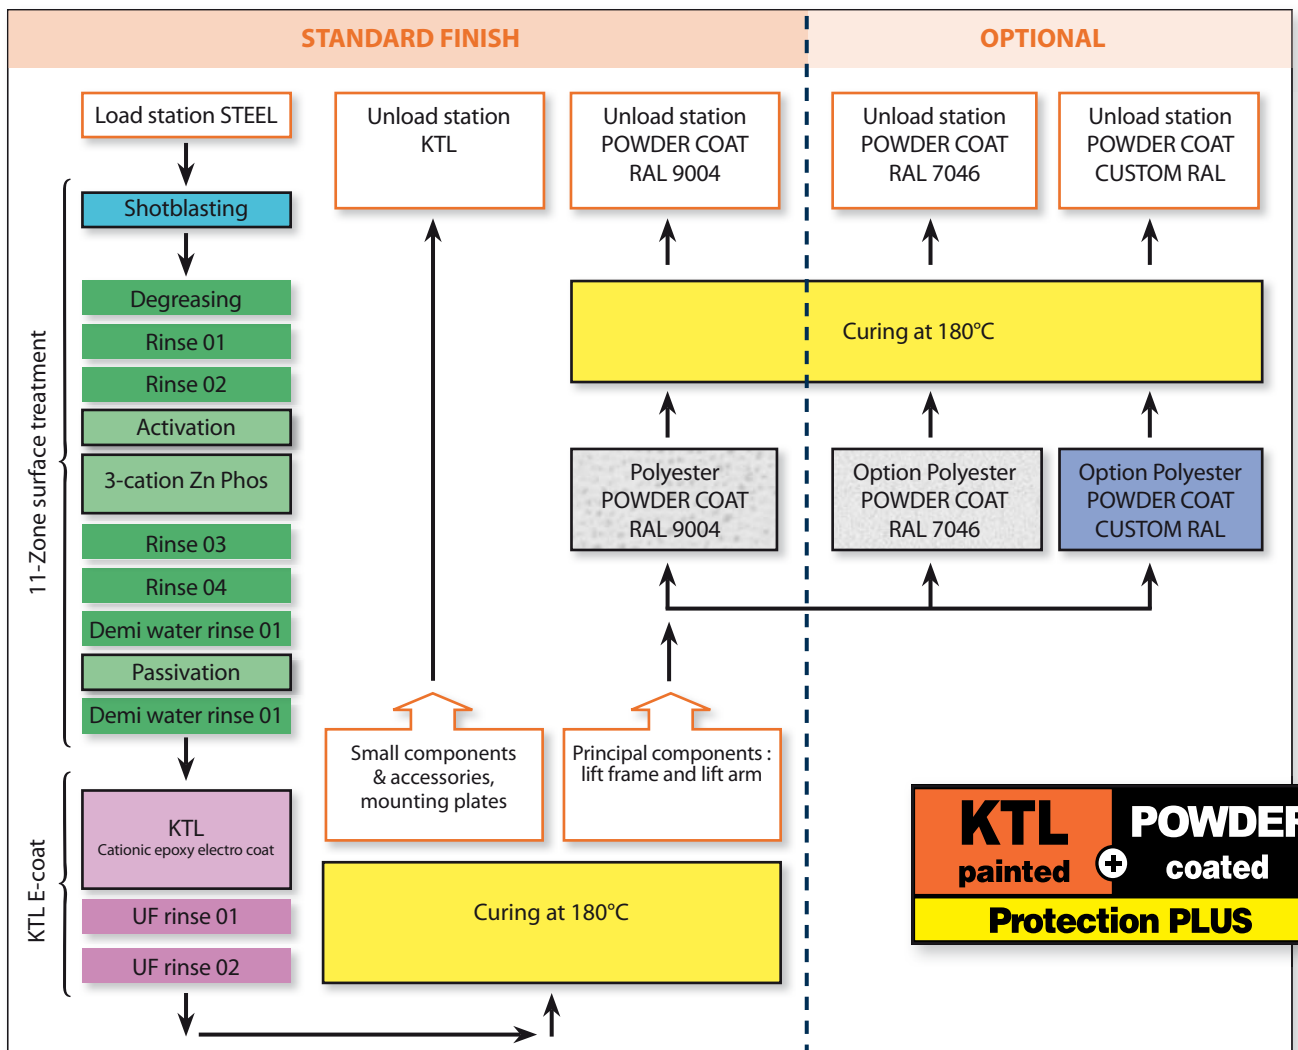 STANDARD FINISH
OPTIONAL
Load station STEEL
Unload station
KTL
Unload station
POWDER COAT
RAL 9004
Unload station
POWDER COAT
RAL 7046
Unload station
POWDER COAT
CUSTOM RAL
11-Zone surface treatment
Shotblasting
Degreasing
Rinse 01
Rinse 02
Activation
3-cation Zn Phos
Rinse 03
Rinse 04
Demi water rinse 01
Passivation
Demi water rinse 01
Curing at 180°C
Polyester
POWDER COAT
RAL 9004
Option Polyester
POWDER COAT
RAL 7046
Option Polyester
POWDER COAT
CUSTOM RAL
Small components
& accessories,
mounting plates
Principal components :
lift frame and lift arm
KTL E-coat
KTL
Cationic epoxy electro coat
UF rinse 01
UF rinse 02
Curing at 180°C
KTL
painted
+
POWDER
coated
Protection PLUS